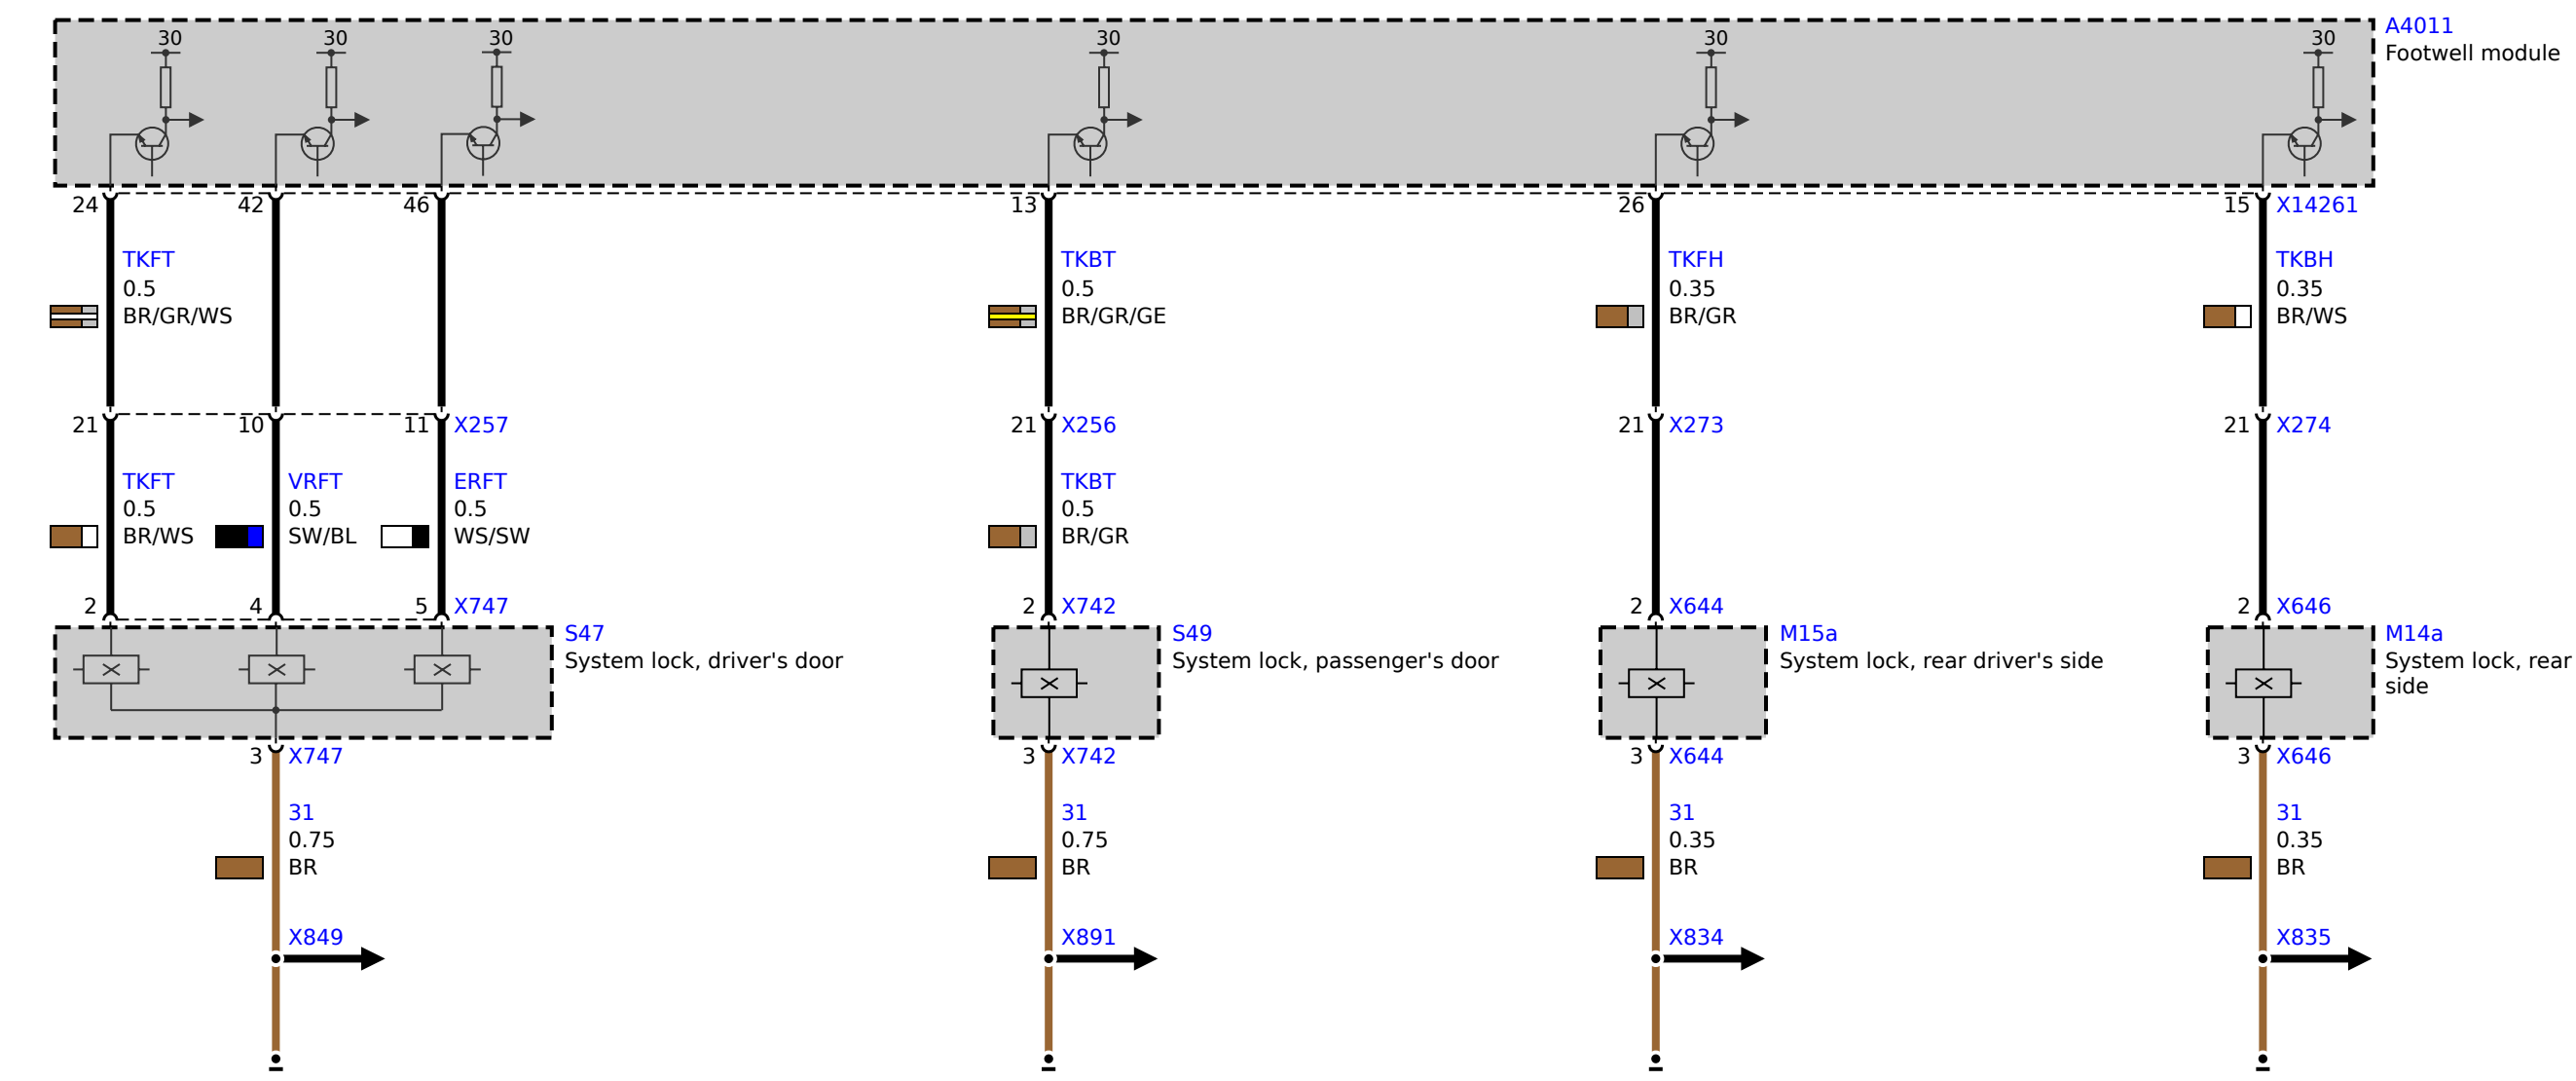 30 30 30 30 30 30
A4011
Footwell module
24 42 46 13 26 15 X14261
TKFT TKBT TKFH TKBH
0.5 0.5 0.35 0.35
BR/GR/WS BR/GR/GE BR/GR BR/WS
21 10 11 X257 21 X256 21 X273 21 X274
TKFT VRFT ERFT TKBT
0.5 0.5 0.5 0.5
BR/WS SW/BL WS/SW BR/GR
2 4 5 X747 2 X742 2 X644 2 X646
S47 S49 M15a M14a
System lock, driver's door System lock, passenger's door System lock, rear driver's side System lock, rear
side
3 X747 3 X742 3 X644 3 X646
31 31 31 31
0.75 0.75 0.35 0.35
BR BR BR BR
X849 X891 X834 X835